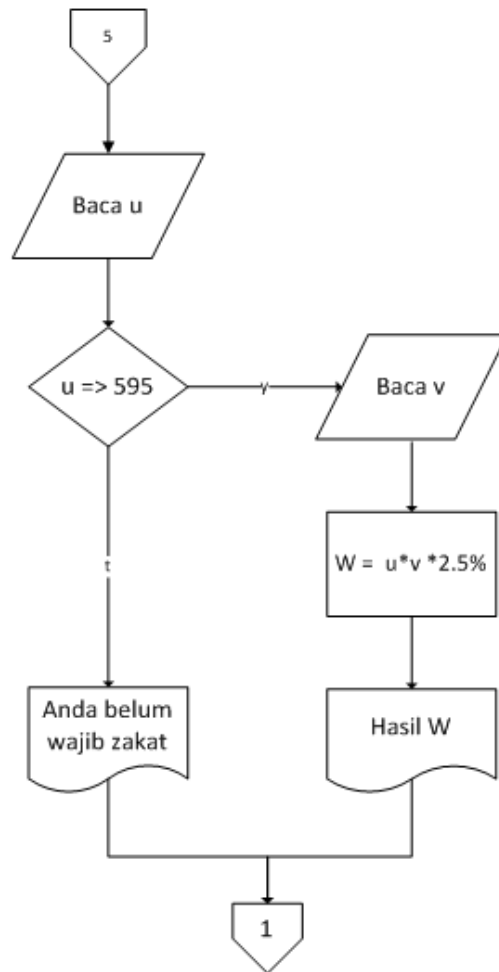 5
Baca u
u => 595
y
Baca v
W = u*v *2.5%
t
Anda belum
wajib zakat
Hasil W
1